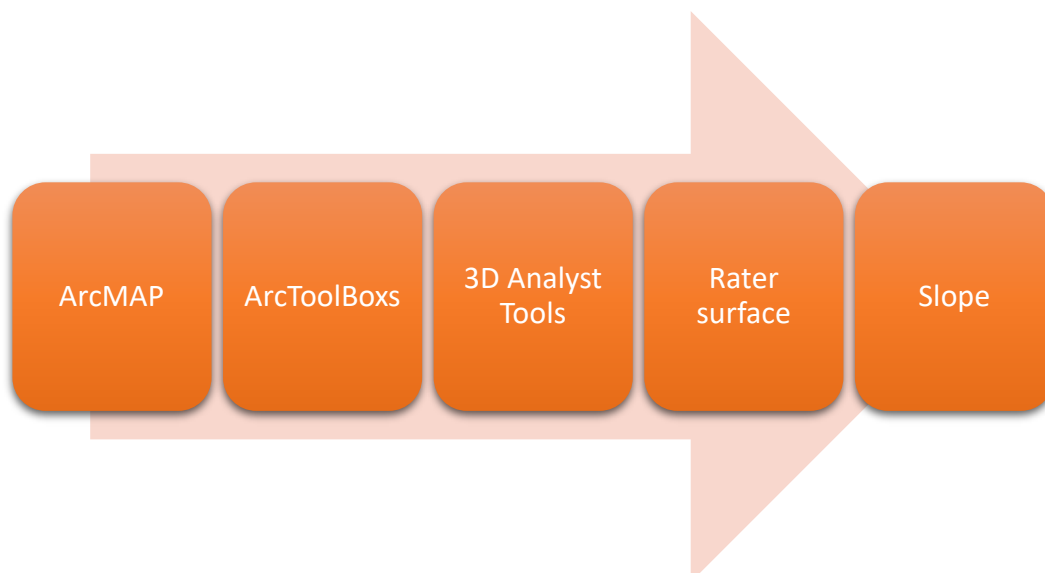 ArcMAP
ArcToolBoxs
3D Analyst
Tools
Rater
surface
Slope